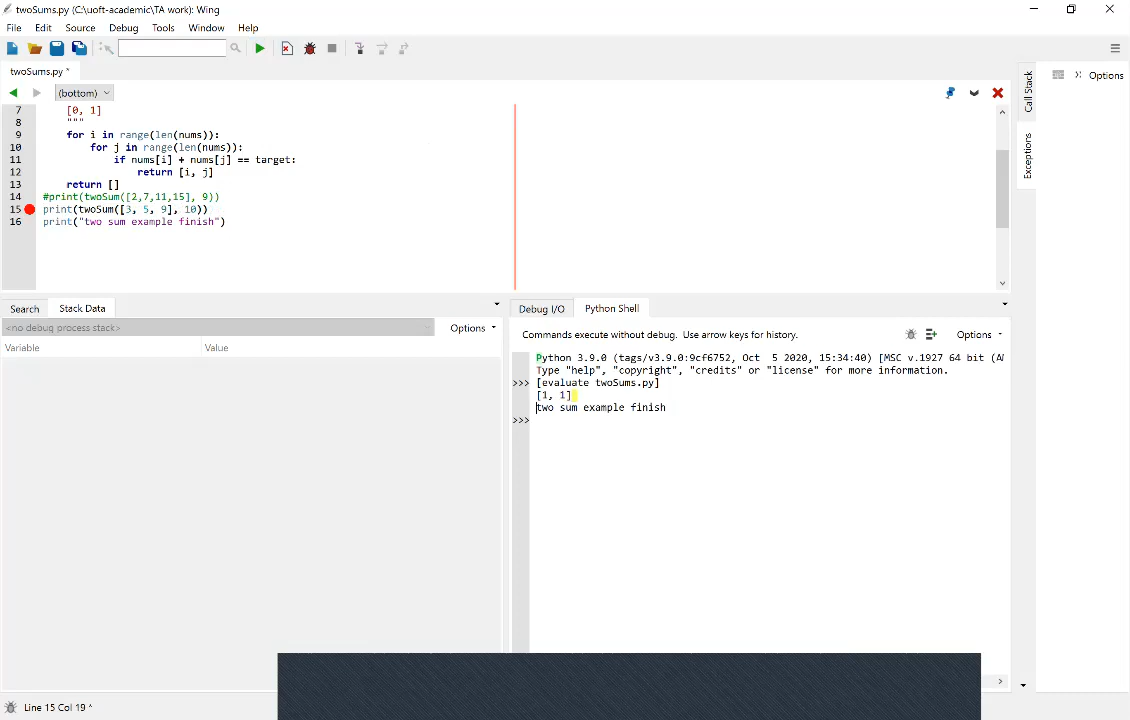 twoSums.py (C:\uoft-academic\TA work): Wing
File Edit Source Debug Tools Window Help
twoSums.py *
(bottom)
Options
Call Stack
Exceptions
7 [0, 1]
8 """
9 for i in range(len(nums)):
10 for j in range(len(nums)):
11 if nums[i] + nums[j] == target:
12 return [i, j]
13 return []
14 #print(twoSum([2,7,11,15], 9))
15 print(twoSum([3, 5, 9], 10))
16 print("two sum example finish")
Search Stack Data
<no debug process stack> Options
Variable Value
Debug I/O Python Shell
Commands execute without debug. Use arrow keys for history. Options
Python 3.9.0 (tags/v3.9.0:9cf6752, Oct 5 2020, 15:34:40) [MSC v.1927 64 bit (AM
Type "help", "copyright", "credits" or "license" for more information.
>>> [evaluate twoSums.py]
[1, 1]
two sum example finish
>>>
Line 15 Col 19 *